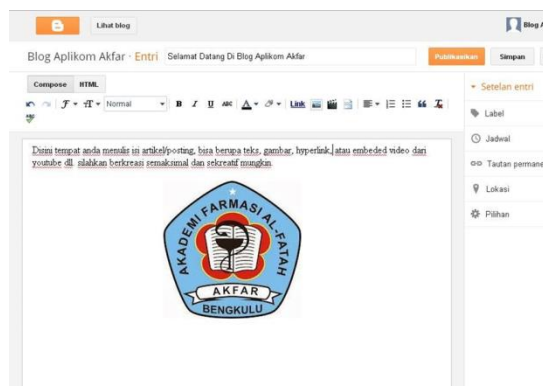 Lihat blog
Blog A
Blog Aplikom Akfar · Entri
Selamat Datang Di Blog Aplikom Akfar
Publikasikan
Simpan
Compose
HTML
Normal
B I U ABC A Link
Disini tempat anda menulis isi artikel/posting, bisa berupa teks, gambar, hyperlink, atau embeded video dari
youtube dll. silahkan berkreasi semaksimal dan sekreatif mungkin.
AKADEMI FARMASI AL-FATAH
AKFAR
BENGKULU
Setelan entri
Label
Jadwal
Tautan permane
Lokasi
Pilihan